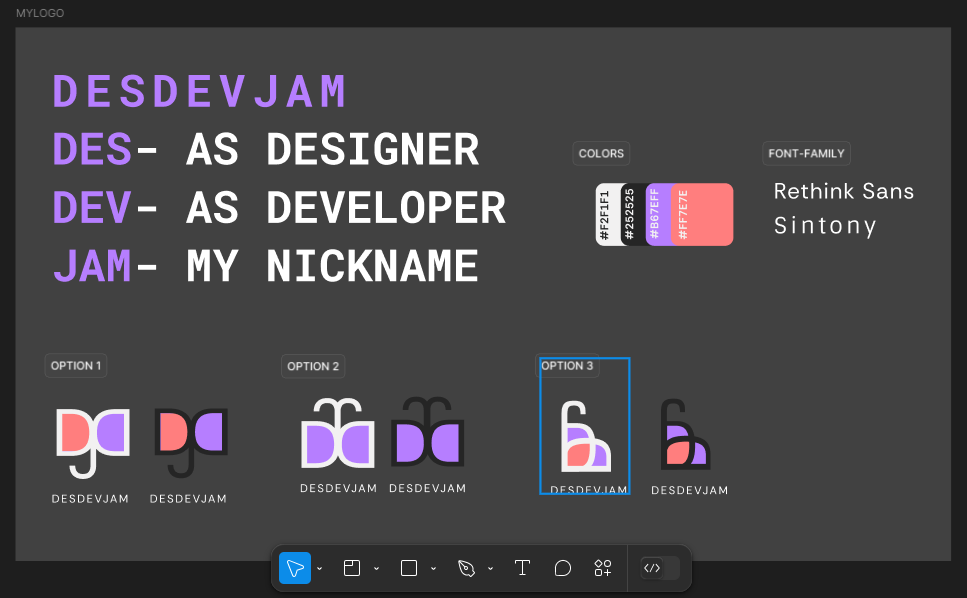 MYLOGO
DESDEVJAM
DES- AS DESIGNER
DEV- AS DEVELOPER
JAM- MY NICKNAME
COLORS
#F2F1F1
#252525
#B67EFF
#FF7E7E
FONT-FAMILY
Rethink Sans
Sintony
OPTION 1
DESDEVJAM
DESDEVJAM
OPTION 2
DESDEVJAM
DESDEVJAM
OPTION 3
DESDEVJAM
DESDEVJAM